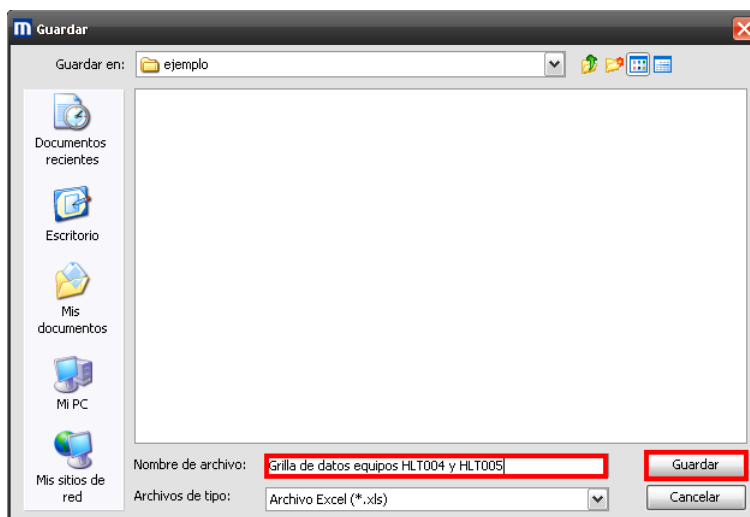 m Guardar
Guardar en:
ejemplo
Documentos
recientes
Escritorio
Mis
documentos
Mi PC
Mis sitios de
red
Nombre de archivo:
Grilla de datos equipos HLT004 y HLT005
Guardar
Archivos de tipo:
Archivo Excel (*.xls)
Cancelar